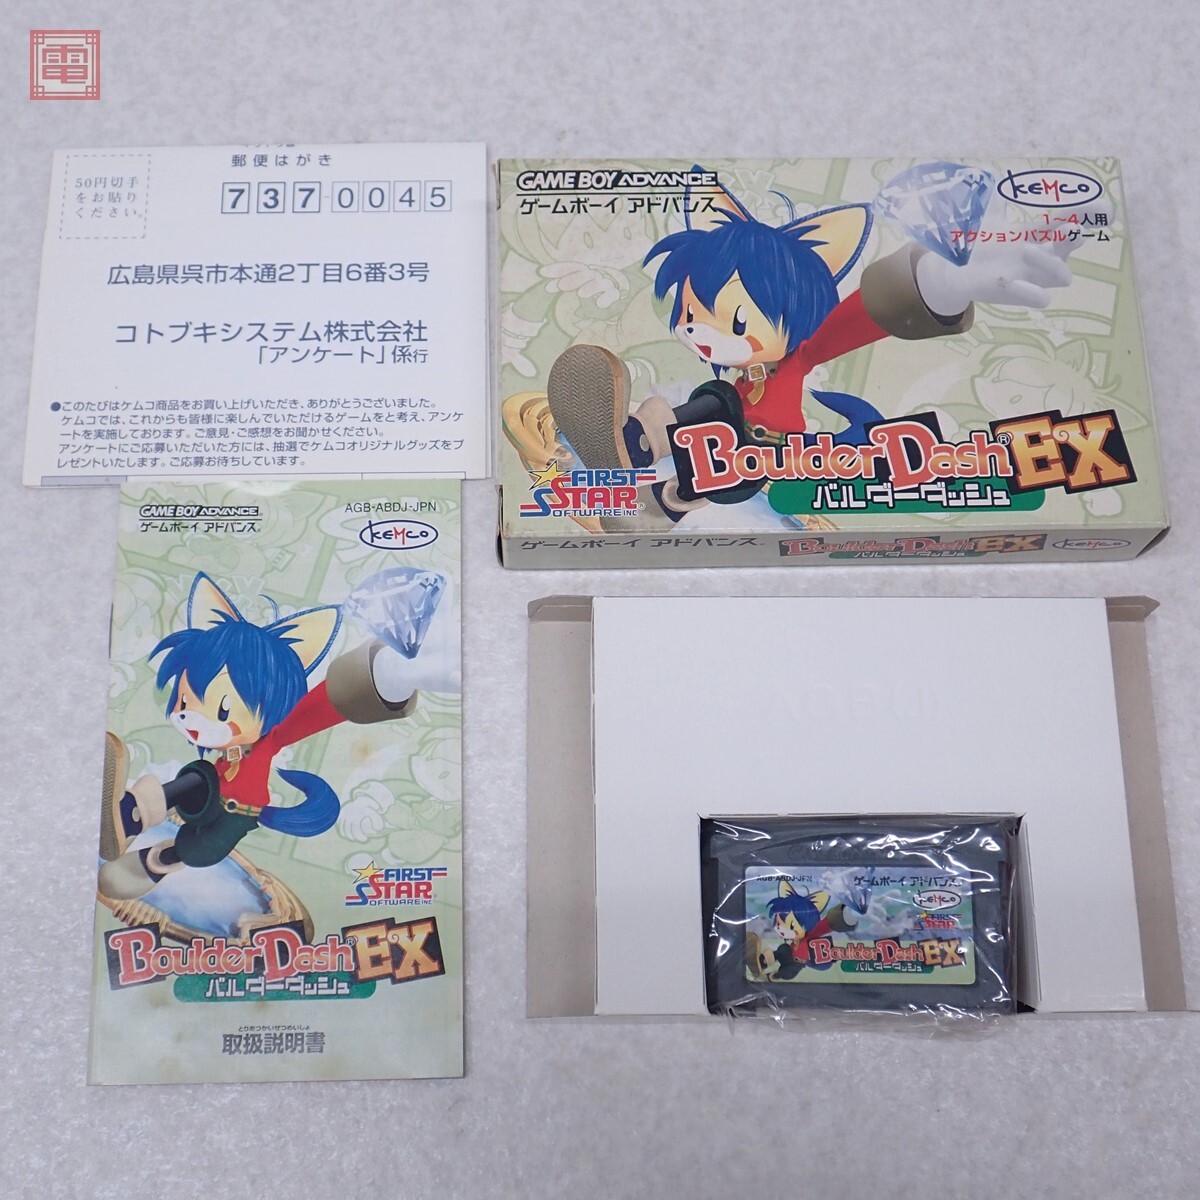 電
郵便はがき
50円切手
をお貼り
ください。
737-0045
広島県呉市本通2丁目6番3号
コトブキシステム株式会社
「アンケート」係行
●このたびはケムコ商品をお買い上げいただき、ありがとうございました。
ケムコでは、これからも皆様に楽しんでいただけるゲームをと考え、アンケ
ートを実施しております。ご意見・ご感想をお聞かせください。
アンケートにご応募いただいた方には、抽選でケムコオリジナルグッズをプ
レゼントいたします。ご応募お待ちしています。
GAME BOY ADVANCE
ゲームボーイ アドバンス
KEMCO
1〜4人用
アクションパズルゲーム
Boulder Dash® EX
バルダーダッシュ
FIRST
STAR®
SOFTWARE INC
ゲームボーイ アドバンス®
Boulder Dash EX
バルダーダッシュ
KEMCO
GAME BOY ADVANCE
ゲームボーイ アドバンス®
AGB-ABDJ-JPN
KEMCO
FIRST
STAR®
SOFTWARE INC
Boulder Dash® EX
バルダーダッシュ
とりあつかいせつめいしょ
取扱説明書
AGB-ABDJ-JPN
ゲームボーイ アドバンス
KEMCO
FIRST
STAR
Boulder Dash EX
バルダーダッシュ